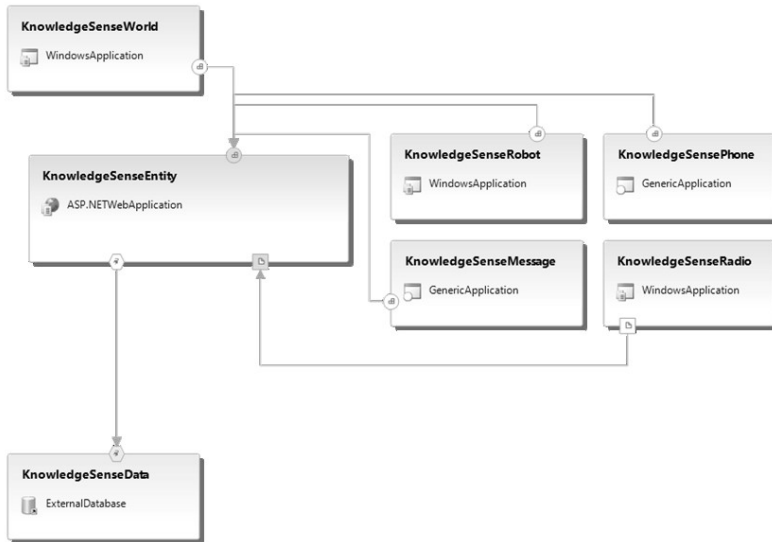 KnowledgeSenseWorld
WindowsApplication
KnowledgeSenseEntity
ASP.NETWebApplication
KnowledgeSenseRobot
WindowsApplication
KnowledgeSensePhone
GenericApplication
KnowledgeSenseMessage
GenericApplication
KnowledgeSenseRadio
WindowsApplication
KnowledgeSenseData
ExternalDatabase